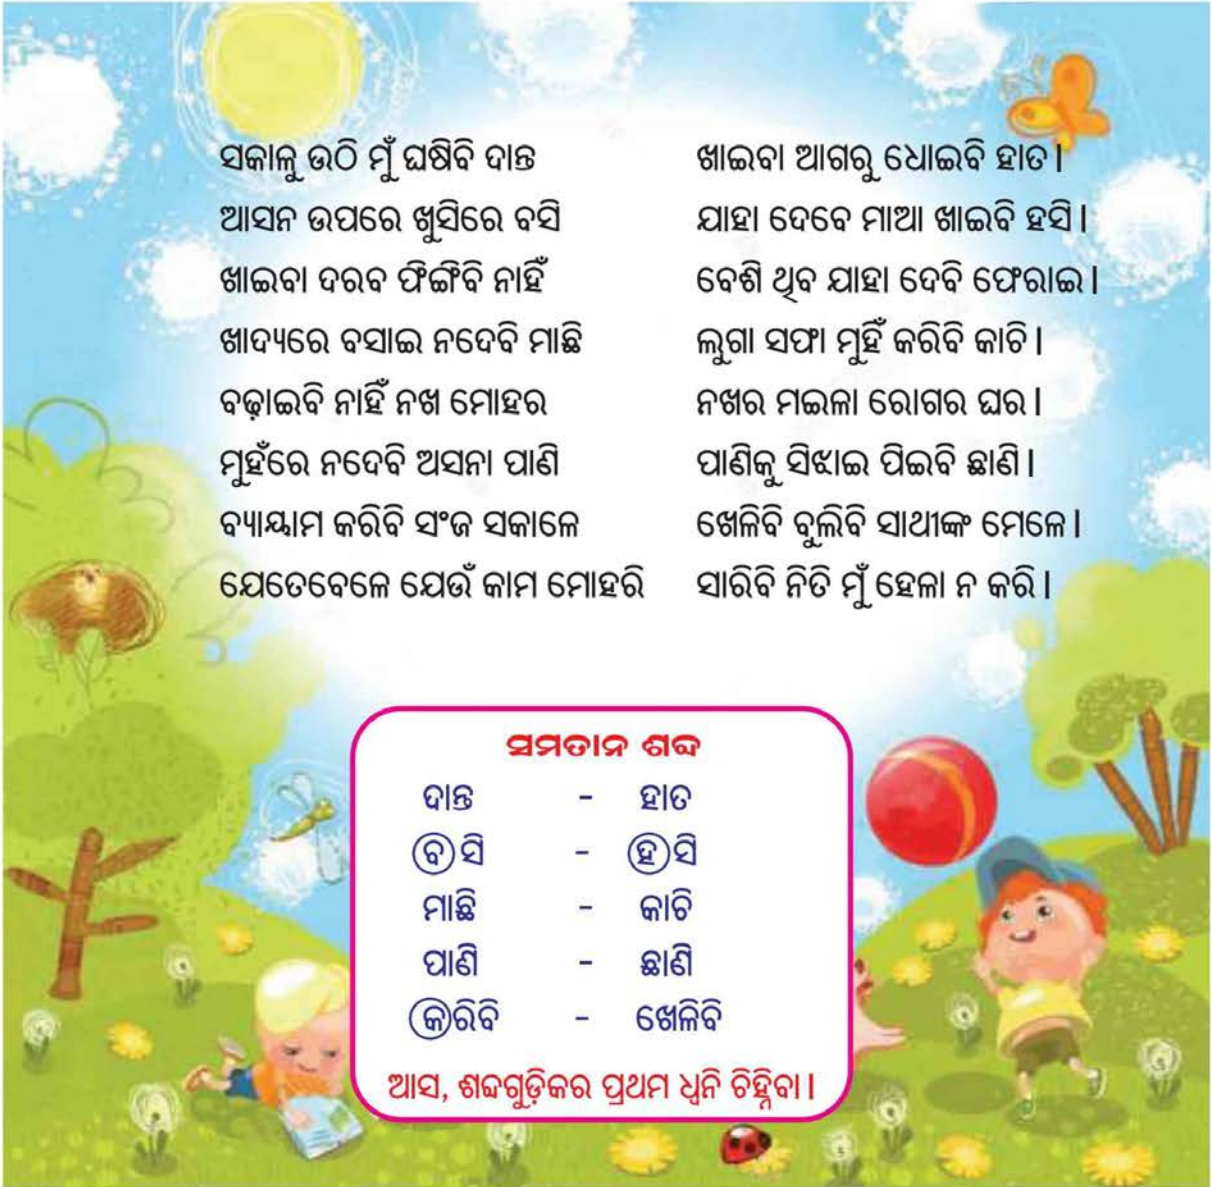 ସକାଳୁ ଉଠି ମୁଁ ଘଷିବି ଦାନ୍ତ ଖାଇବା ଆଗରୁ ଧୋଇବି ହାତ।
ଆସନ ଉପରେ ଖୁସିରେ ବସି ଯାହା ଦେବେ ମାଆ ଖାଇବି ହସି।
ଖାଇବା ଦରବ ଫିଙ୍ଗିବି ନାହିଁ ବେଶି ଥିବ ଯାହା ଦେବି ଫେରାଇ।
ଖାଦ୍ୟରେ ବସାଇ ନଦେବି ମାଛି ଲୁଗା ସଫା ମୁହିଁ କରିବି କାଚି।
ବଢ଼ାଇବି ନାହିଁ ନଖ ମୋହର ନଖର ମଇଳା ରୋଗର ଘର।
ମୁହଁରେ ନଦେବି ଅସନା ପାଣି ପାଣିକୁ ସିଝାଇ ପିଇବି ଛାଣି।
ବ୍ୟାୟାମ କରିବି ସଂଜ ସକାଳେ ଖେଳିବି ବୁଲିବି ସାଥୀଙ୍କ ମେଳେ।
ଯେତେବେଳେ ଯେଉଁ କାମ ମୋହରି ସାରିବି ନିତି ମୁଁ ହେଳା ନ କରି।
ସମତାନ ଶବ୍ଦ
ଦାନ୍ତ - ହାତ
ବସି - ହସି
ମାଛି - କାଚି
ପାଣି - ଛାଣି
କରିବି - ଖେଳିବି
ଆସ, ଶବ୍ଦଗୁଡ଼ିକର ପ୍ରଥମ ଧ୍ୱନି ଚିହ୍ନିବା।